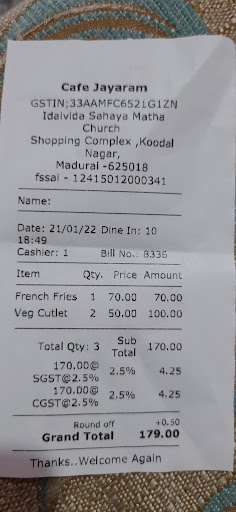 Cafe Jayaram
GSTIN;33AAMFC6521G1ZN
Idaivida Sahaya Matha
Church
Shopping Complex ,Koodal
Nagar,
Madurai -625018
fssai - 12415012000341
Name:
Date: 21/01/22 Dine In: 10
18:49
Cashier: 1 Bill No.: 8336
Item Qty. Price Amount
French Fries 1 70.00 70.00
Veg Cutlet 2 50.00 100.00
Total Qty: 3 Sub Total 170.00
170.00@ SGST@2.5% 2.5% 4.25
170.00@ CGST@2.5% 2.5% 4.25
Round off +0.50
Grand Total 179.00
Thanks..Welcome Again